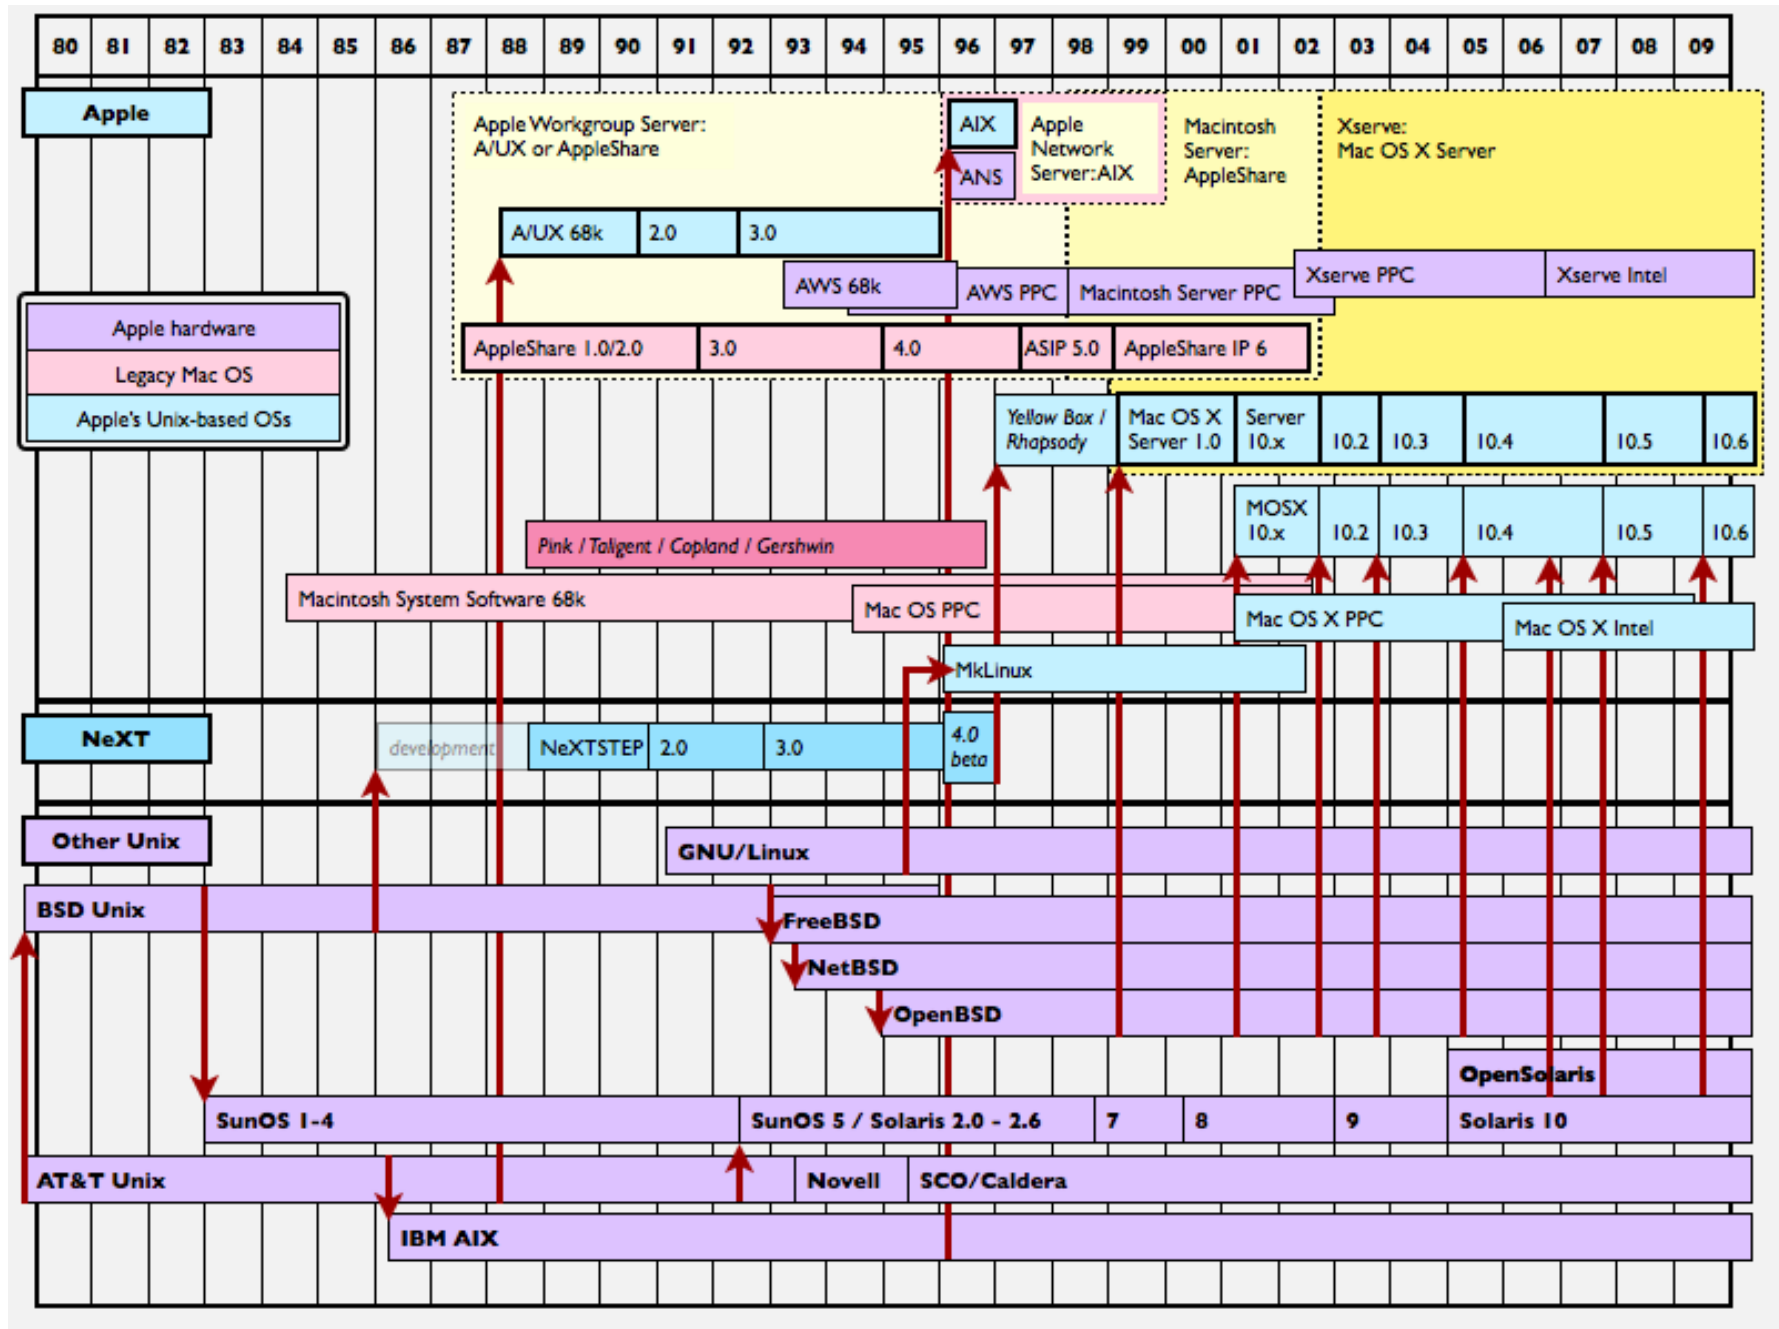 80 81 82 83 84 85 86 87 88 89 90 91 92 93 94 95 96 97 98 99 00 01 02 03 04 05 06 07 08 09
Apple
Apple Workgroup Server:
A/UX or AppleShare
AIX
ANS
Apple
Network
Server:AIX
Macintosh
Server:
AppleShare
Xserve:
Mac OS X Server
A/UX 68k 2.0 3.0
AWS 68k
AWS PPC
Macintosh Server PPC
Xserve PPC
Xserve Intel
Apple hardware
Legacy Mac OS
Apple's Unix-based OSs
AppleShare 1.0/2.0 3.0 4.0 ASIP 5.0 AppleShare IP 6
Yellow Box /
Rhapsody
Mac OS X
Server 1.0
Server
10.x
10.2 10.3 10.4 10.5 10.6
MOSX
10.x
10.2 10.3 10.4 10.5 10.6
Pink / Taligent / Copland / Gershwin
Macintosh System Software 68k
Mac OS PPC
Mac OS X PPC
Mac OS X Intel
MkLinux
NeXT
development
NeXTSTEP 2.0 3.0
4.0
beta
Other Unix
GNU/Linux
BSD Unix
FreeBSD
NetBSD
OpenBSD
OpenSolaris
SunOS 1-4
SunOS 5 / Solaris 2.0 - 2.6
7 8 9 Solaris 10
AT&T Unix
Novell
SCO/Caldera
IBM AIX